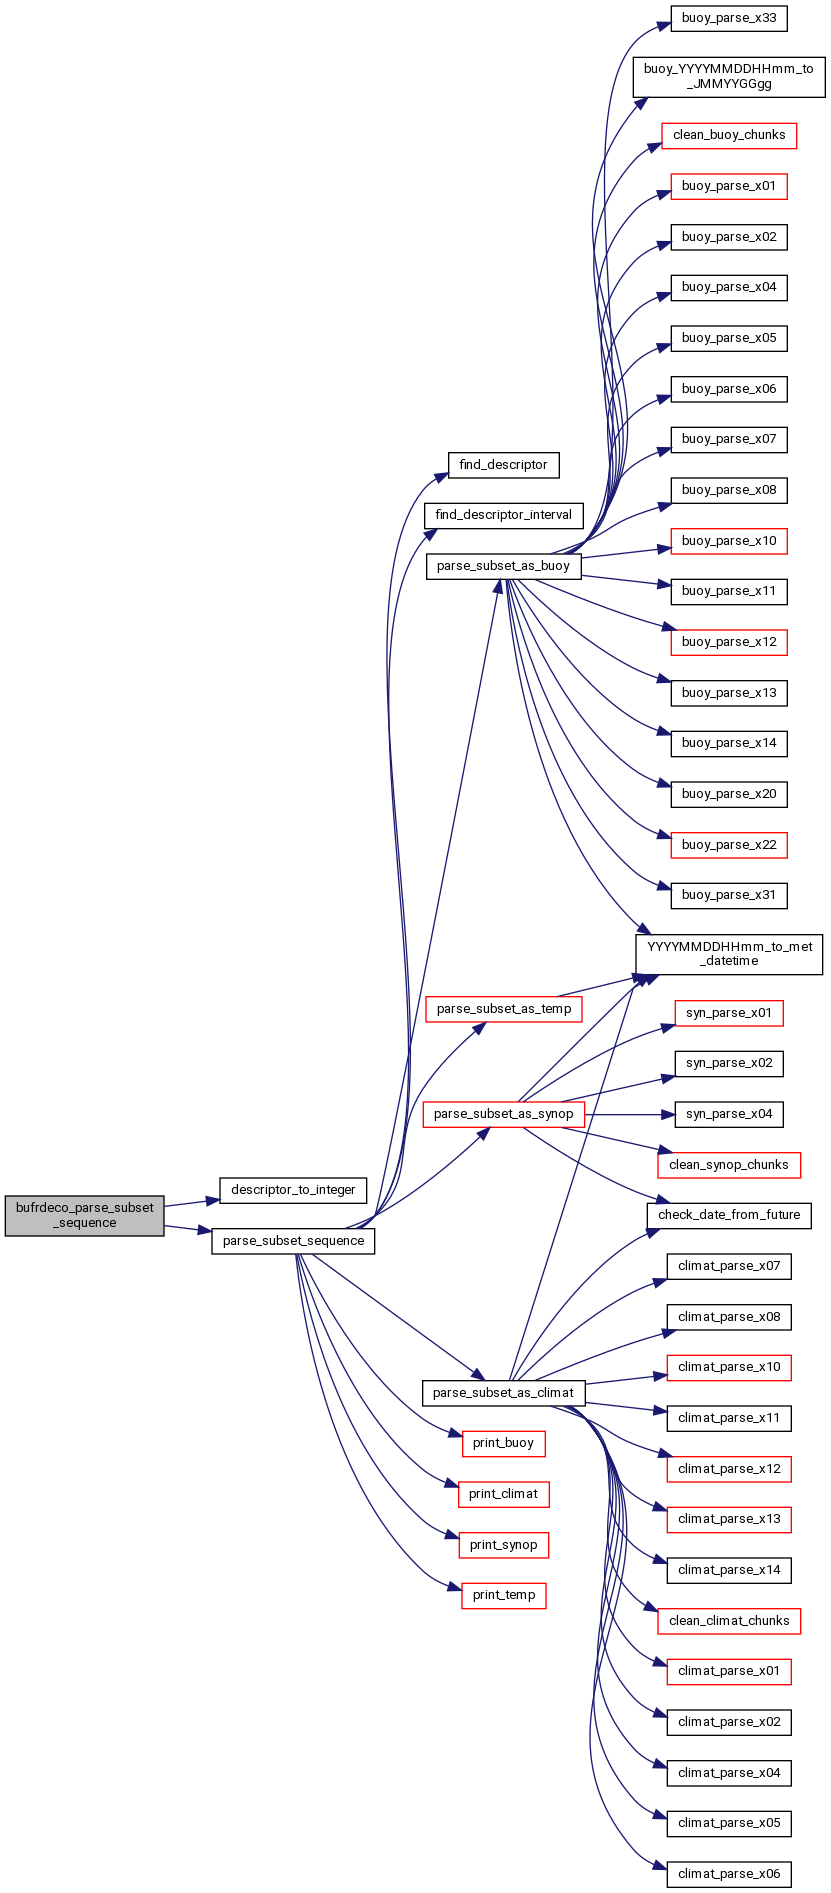 buoy_parse_x33
buoy_YYYYMMDDHHmm_to
_JMMYYGGgg
clean_buoy_chunks
buoy_parse_x01
buoy_parse_x02
buoy_parse_x04
buoy_parse_x05
buoy_parse_x06
buoy_parse_x07
find_descriptor
buoy_parse_x08
find_descriptor_interval
buoy_parse_x10
parse_subset_as_buoy
buoy_parse_x11
buoy_parse_x12
buoy_parse_x13
buoy_parse_x14
buoy_parse_x20
buoy_parse_x22
buoy_parse_x31
YYYYMMDDHHmm_to_met
_datetime
parse_subset_as_temp
syn_parse_x01
syn_parse_x02
parse_subset_as_synop
syn_parse_x04
clean_synop_chunks
descriptor_to_integer
bufrdeco_parse_subset
_sequence
check_date_from_future
parse_subset_sequence
climat_parse_x07
climat_parse_x08
climat_parse_x10
parse_subset_as_climat
climat_parse_x11
print_buoy
climat_parse_x12
print_climat
climat_parse_x13
print_synop
climat_parse_x14
print_temp
clean_climat_chunks
climat_parse_x01
climat_parse_x02
climat_parse_x04
climat_parse_x05
climat_parse_x06